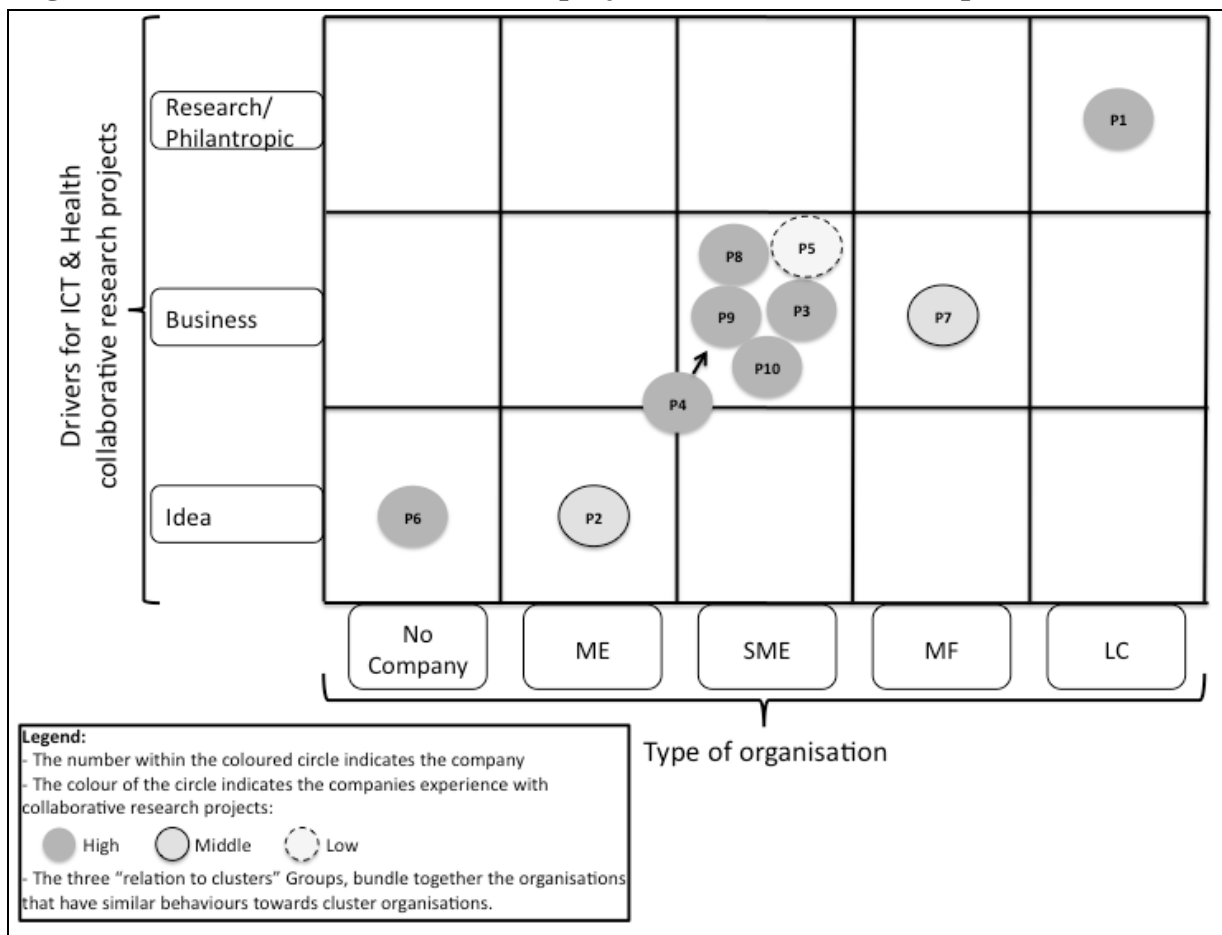 Drivers for ICT & Health
collaborative research projects
Research/
Philantropic
Business
Idea
P1
P8
P5
P9
P3
P7
P10
P4
P6
P2
No
Company
ME
SME
MF
LC
Type of organisation
Legend:
- The number within the coloured circle indicates the company
- The colour of the circle indicates the companies experience with
collaborative research projects:
High
Middle
Low
- The three "relation to clusters" Groups, bundle together the organisations
that have similar behaviours towards cluster organisations.